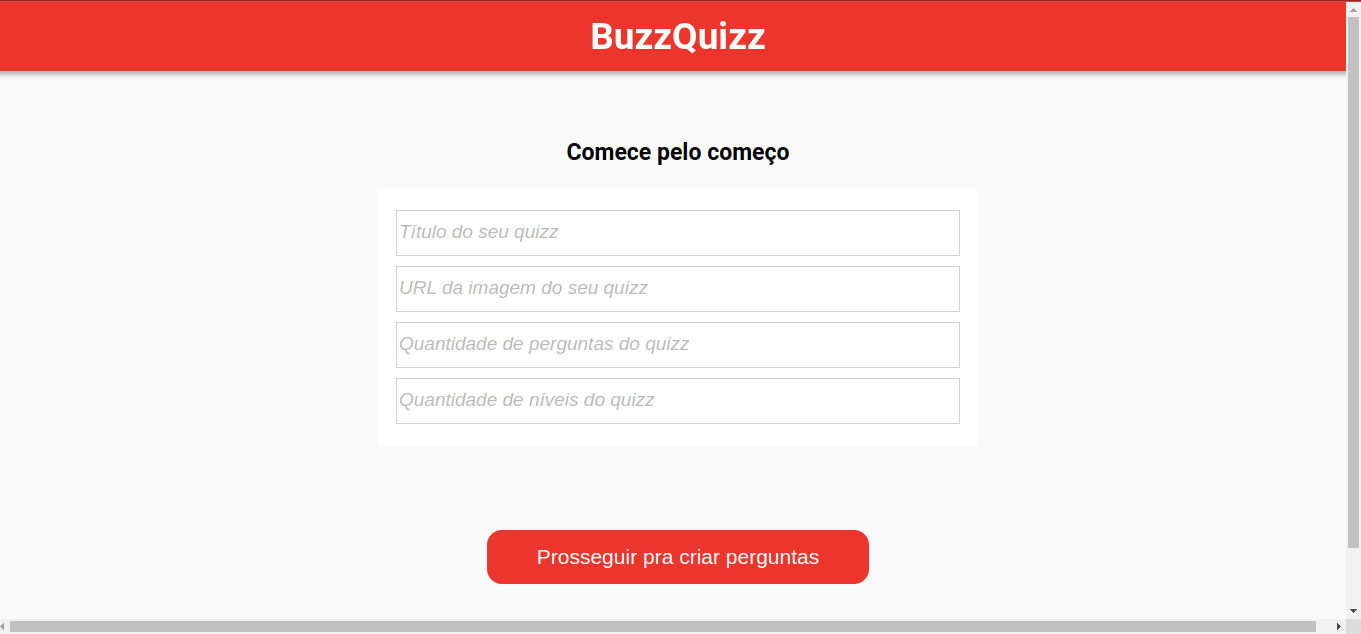 BuzzQuizz
Comece pelo começo
Título do seu quizz
URL da imagem do seu quizz
Quantidade de perguntas do quizz
Quantidade de níveis do quizz
Prosseguir pra criar perguntas